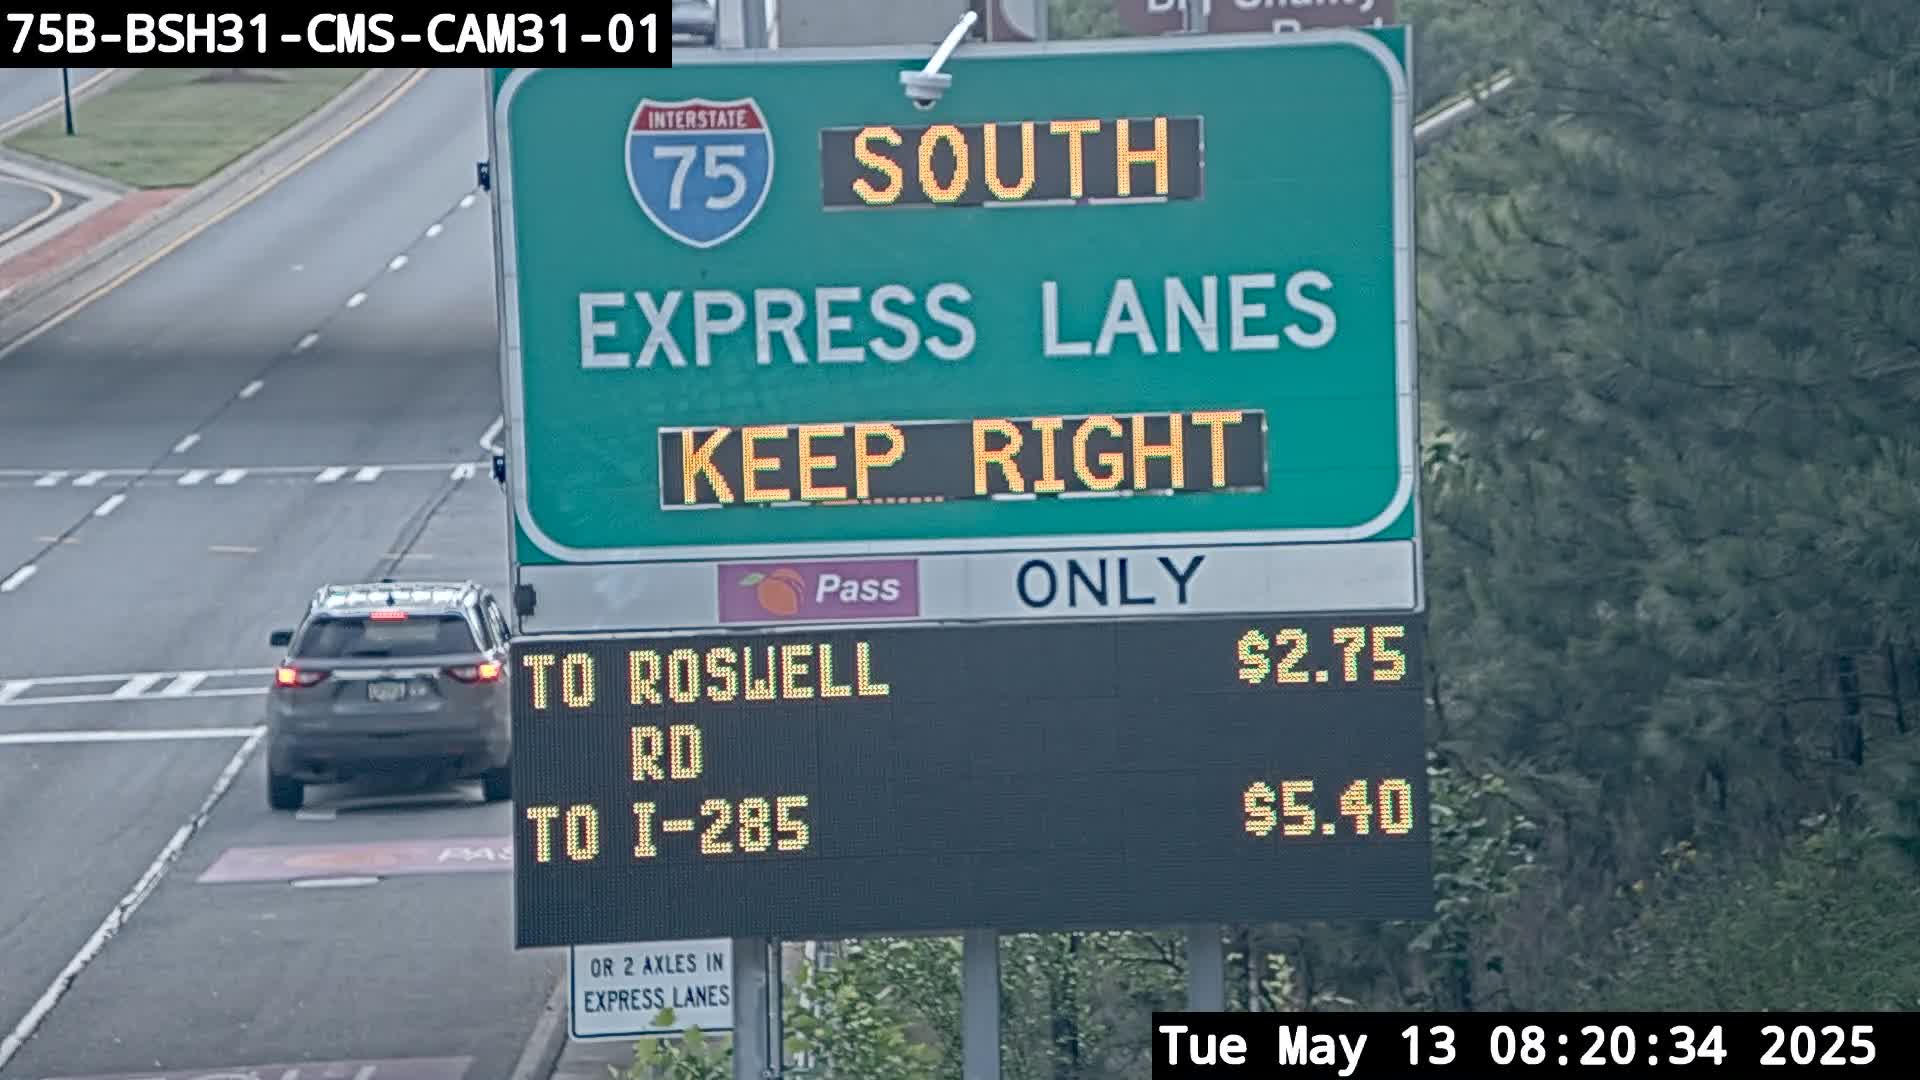 75B-BSH31-CMS-CAM31-01
INTERSTATE
75
SOUTH
EXPRESS LANES
KEEP RIGHT
Pass
ONLY
TO ROSWELL $2.75
RD
TO I-285 $5.40
OR 2 AXLES IN
EXPRESS LANES
Tue May 13 08:20:34 2025